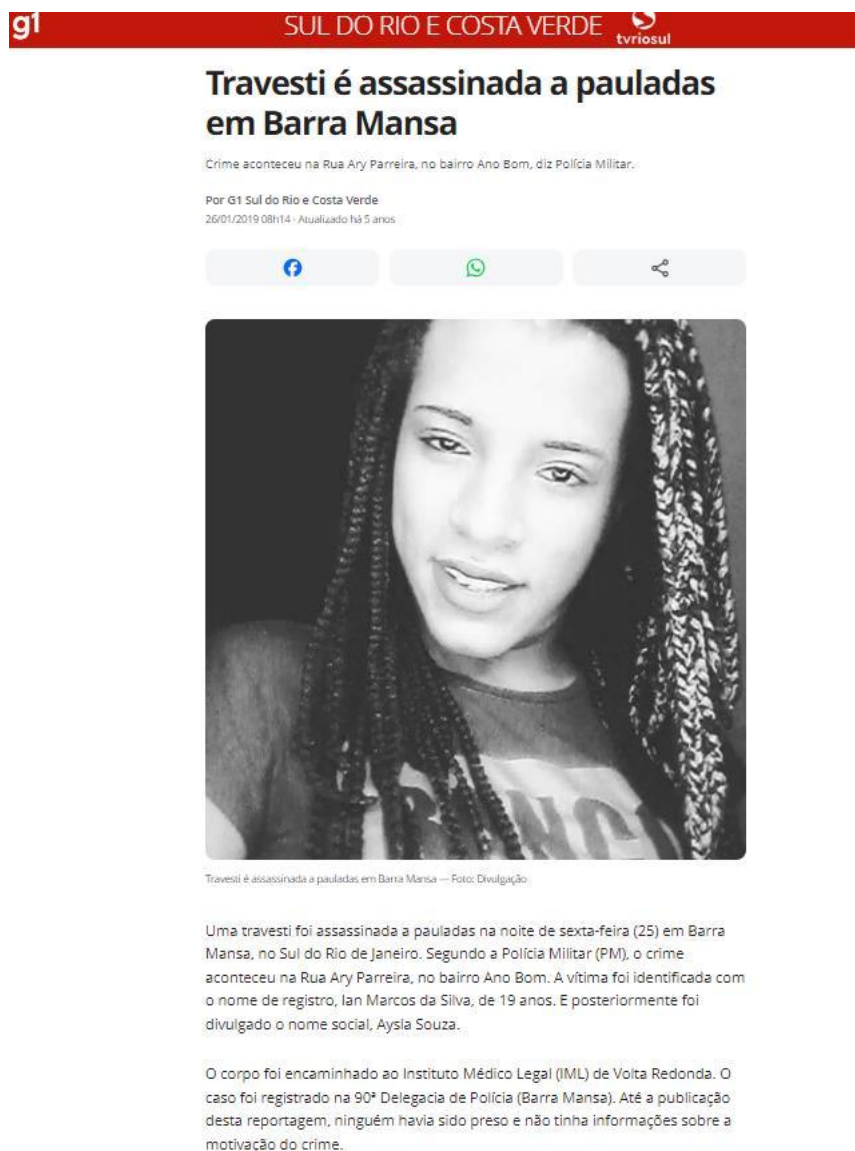 g1
SUL DO RIO E COSTA VERDE
tvriosul
Travesti é assassinada a pauladas
em Barra Mansa
Crime aconteceu na Rua Ary Parreira, no bairro Ano Bom, diz Polícia Militar.
Por G1 Sul do Rio e Costa Verde
26/01/2019 08h14 · Atualizado há 5 anos
Travesti é assassinada a pauladas em Barra Mansa — Foto: Divulgação
Uma travesti foi assassinada a pauladas na noite de sexta-feira (25) em Barra
Mansa, no Sul do Rio de Janeiro. Segundo a Polícia Militar (PM), o crime
aconteceu na Rua Ary Parreira, no bairro Ano Bom. A vítima foi identificada com
o nome de registro, Ian Marcos da Silva, de 19 anos. E posteriormente foi
divulgado o nome social, Aysla Souza.
O corpo foi encaminhado ao Instituto Médico Legal (IML) de Volta Redonda. O
caso foi registrado na 90ª Delegacia de Polícia (Barra Mansa). Até a publicação
desta reportagem, ninguém havia sido preso e não tinha informações sobre a
motivação do crime.